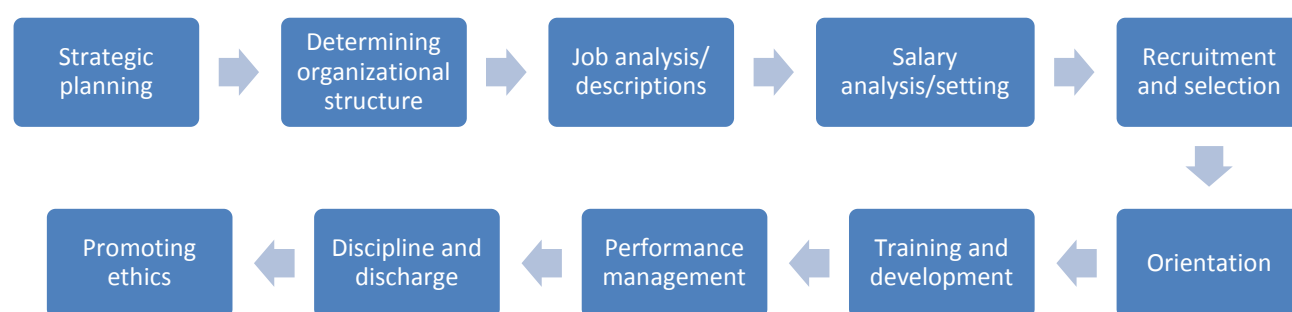 Strategic
planning
Determining
organizational
structure
Job analysis/
descriptions
Salary
analysis/setting
Recruitment
and selection
Orientation
Training and
development
Performance
management
Discipline and
discharge
Promoting
ethics